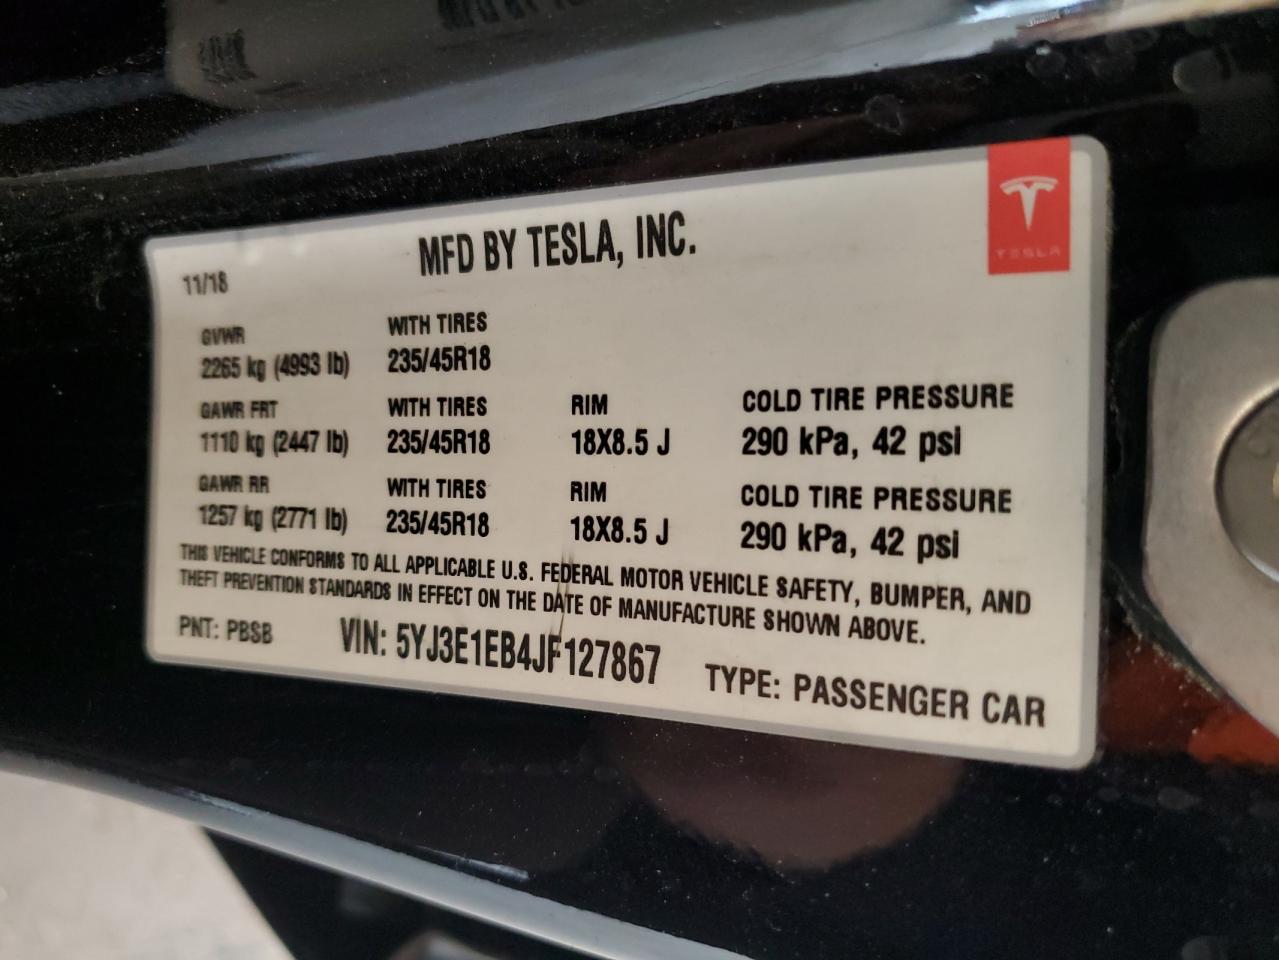 TESLA
MFD BY TESLA, INC.
11/18
GVWR WITH TIRES
2265 kg (4993 lb) 235/45R18
GAWR FRT WITH TIRES RIM COLD TIRE PRESSURE
1110 kg (2447 lb) 235/45R18 18X8.5 J 290 kPa, 42 psi
GAWR RR WITH TIRES RIM COLD TIRE PRESSURE
1257 kg (2771 lb) 235/45R18 18X8.5 J 290 kPa, 42 psi
THIS VEHICLE CONFORMS TO ALL APPLICABLE U.S. FEDERAL MOTOR VEHICLE SAFETY, BUMPER, AND
THEFT PREVENTION STANDARDS IN EFFECT ON THE DATE OF MANUFACTURE SHOWN ABOVE.
PNT: PBSB VIN: 5YJ3E1EB4JF127867 TYPE: PASSENGER CAR